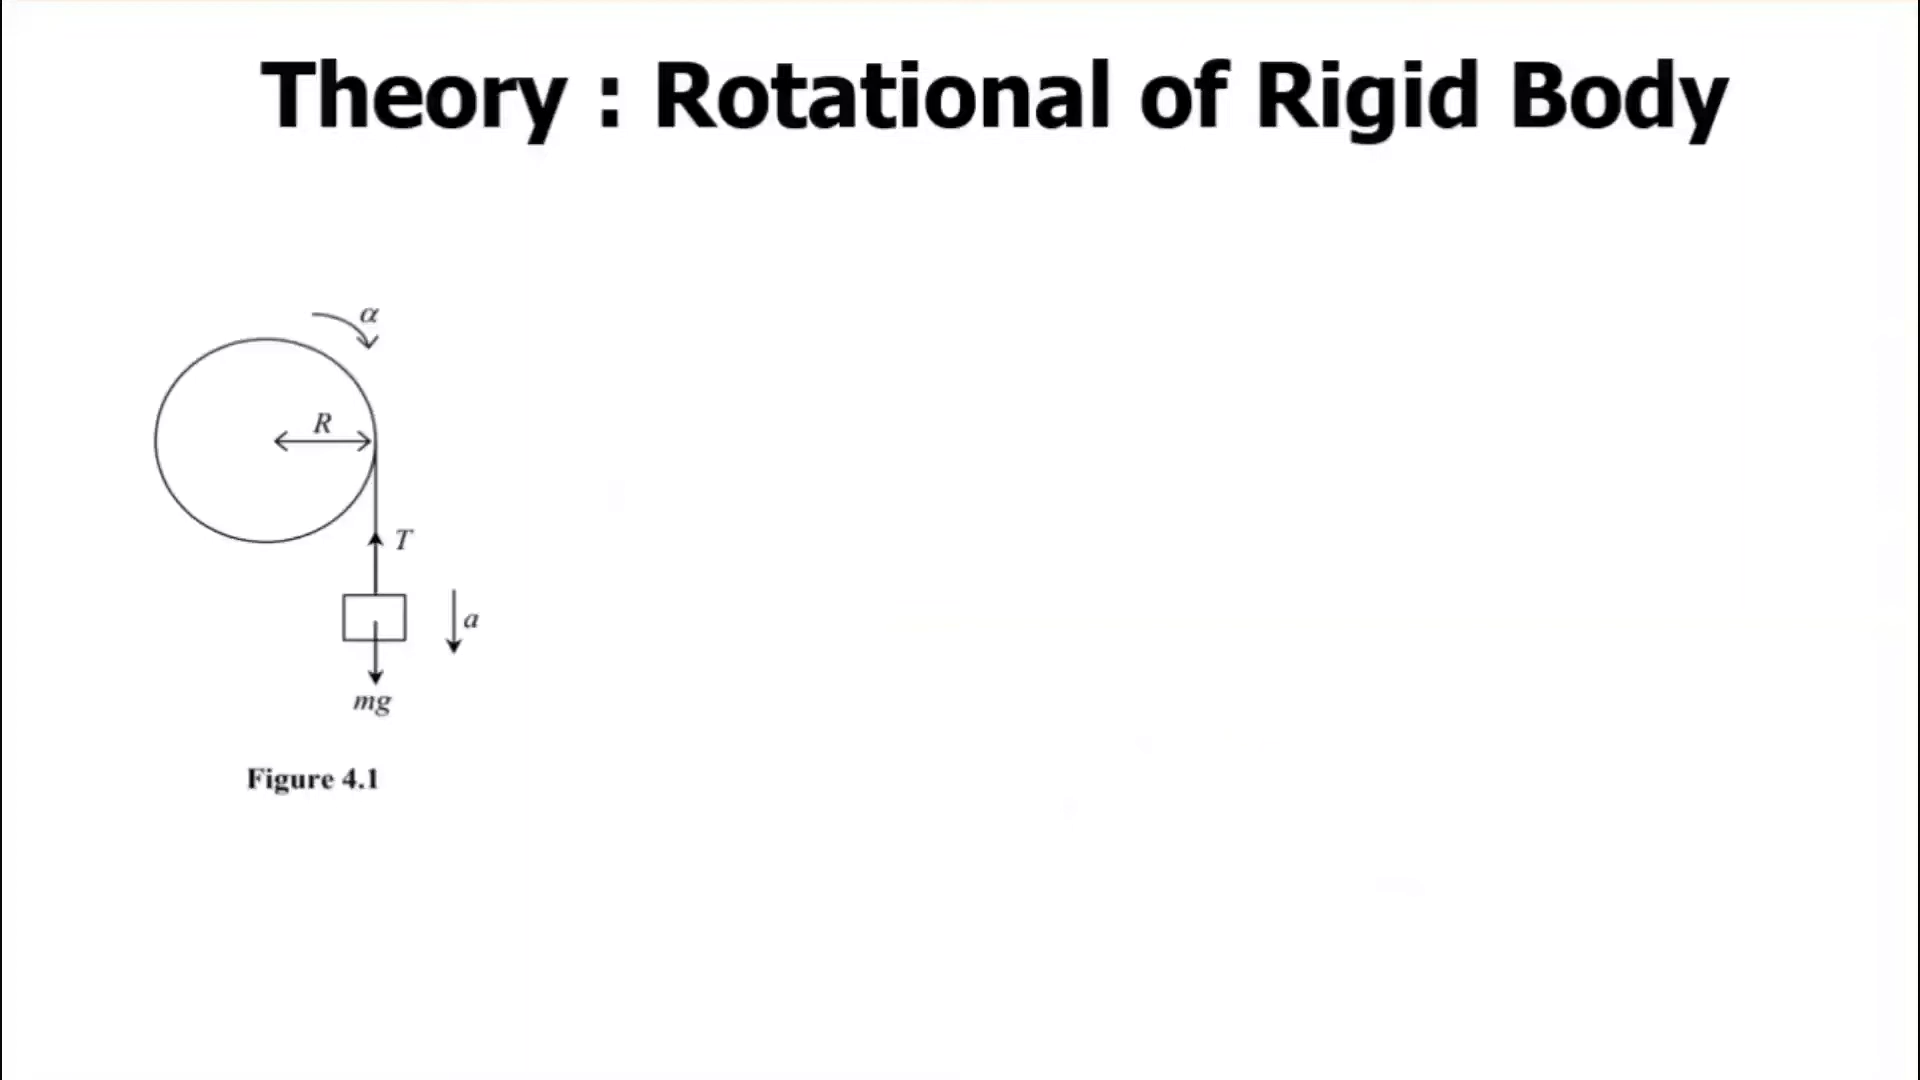 Theory : Rotational of Rigid Body
α
R
T
a
mg
Figure 4.1